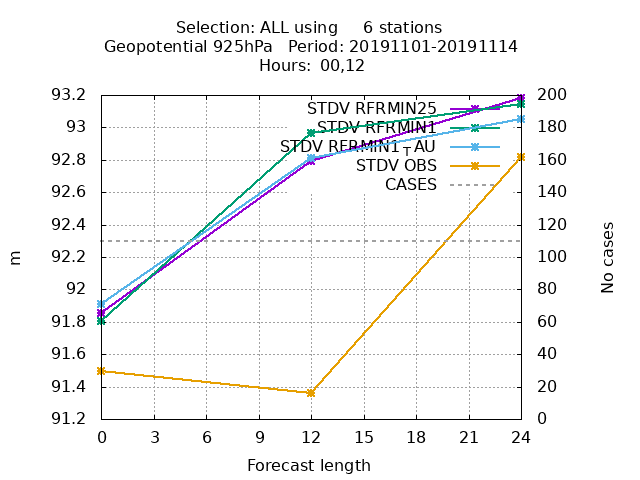 Selection: ALL using     6 stations
Geopotential 925hPa   Period: 20191101-20191114
Hours:  00,12
93.2
93
92.8
92.6
92.4
92.2
92
91.8
91.6
91.4
91.2
200
180
160
140
120
100
80
60
40
20
0
STDV RFRMIN25
STDV RFRMIN1
STDV RFRMIN1_AU
STDV OBS
CASES
m
No cases
0 3 6 9 12 15 18 21 24
Forecast length